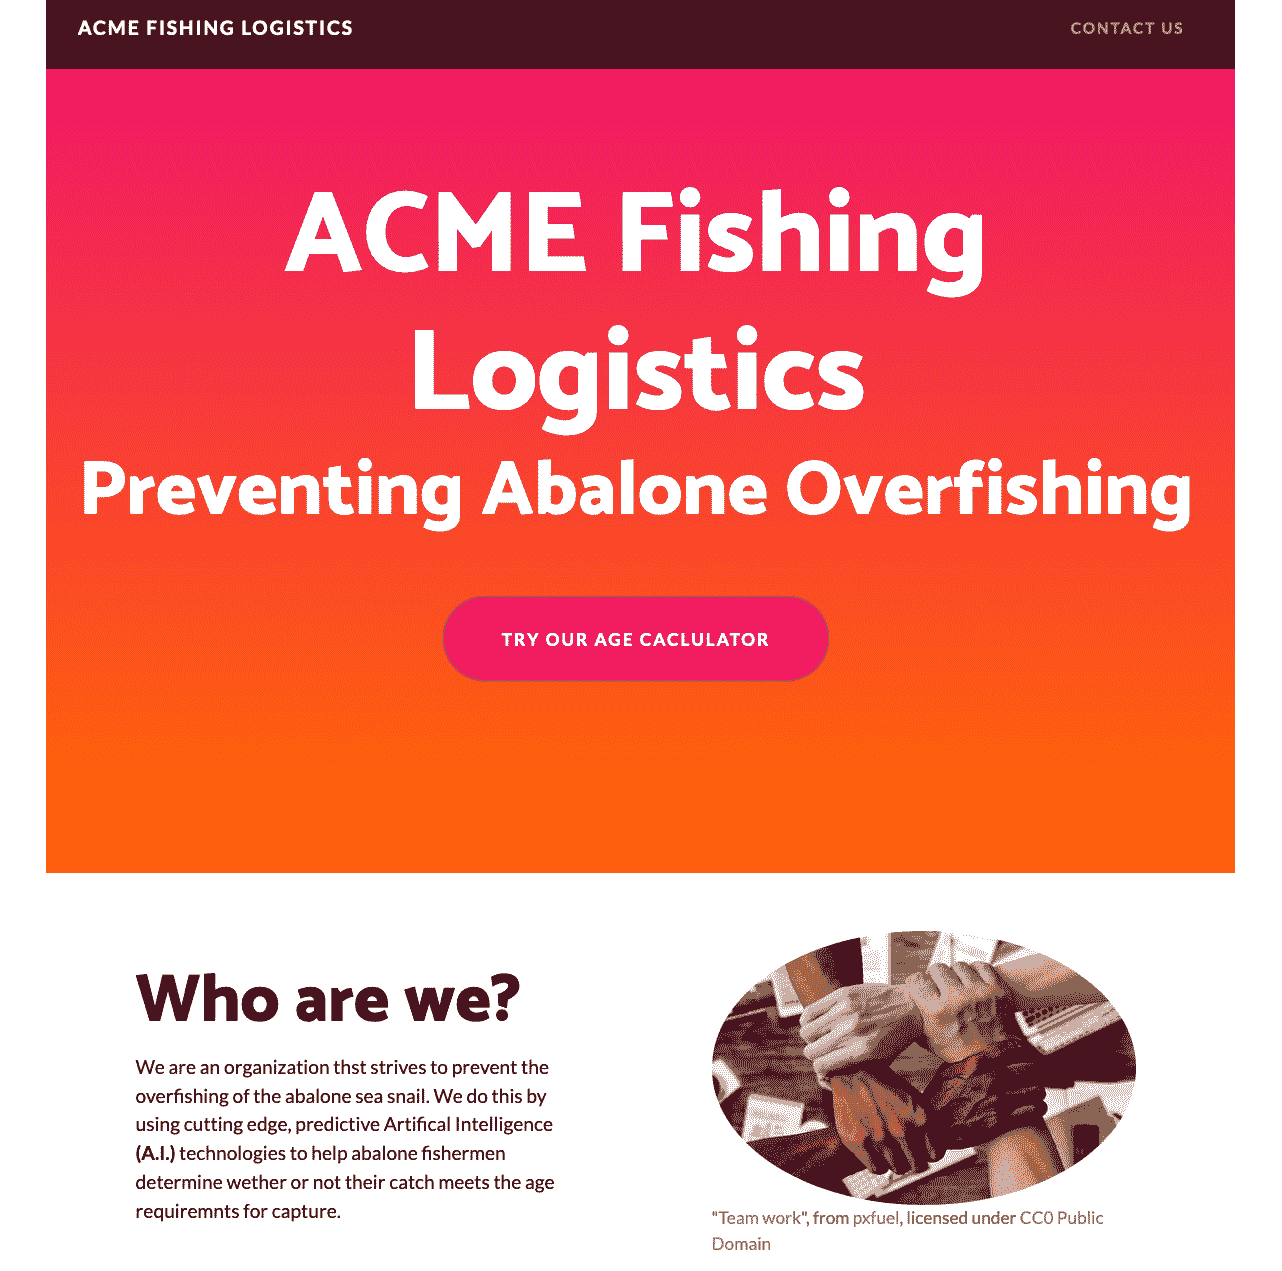 ACME FISHING LOGISTICS
CONTACT US
ACME Fishing
Logistics
Preventing Abalone Overfishing
TRY OUR AGE CACLULATOR
Who are we?
We are an organization thst strives to prevent the
overfishing of the abalone sea snail. We do this by
using cutting edge, predictive Artifical Intelligence
(A.I.) technologies to help abalone fishermen
determine wether or not their catch meets the age
requiremnts for capture.
"Team work", from pxfuel, licensed under CC0 Public
Domain